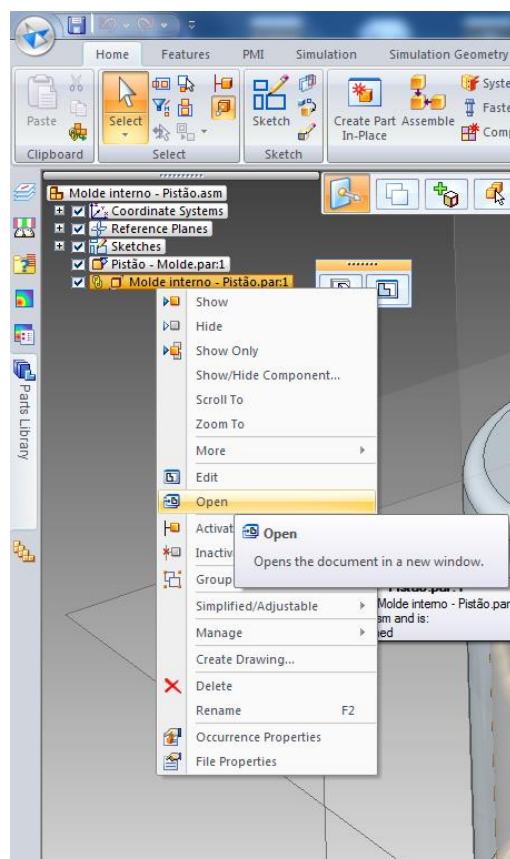 Home Features PMI Simulation Simulation Geometry
Paste
Select
Sketch
Create Part
In-Place
Assemble
Syste
Faste
Comp
Clipboard Select Sketch
Molde interno - Pistão.asm
Coordinate Systems
Reference Planes
Sketches
Pistão - Molde.par:1
Molde interno - Pistão.par:1
Parts Library
Show
Hide
Show Only
Show/Hide Component...
Scroll To
Zoom To
More
Edit
Open
Activat
Open
Opens the document in a new window.
Inactiv
Group
Simplified/Adjustable
Molde interno - Pistão.par
sm and is:
Manage
ed
Create Drawing...
Delete
Rename F2
Occurrence Properties
File Properties